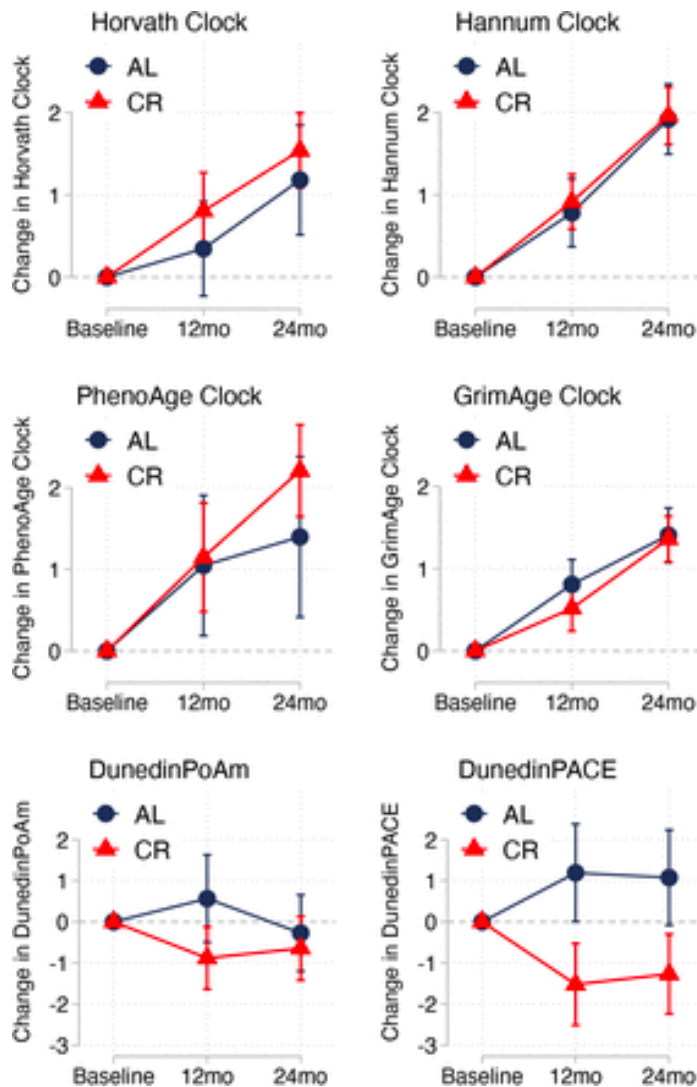 Horvath Clock
AL
CR
Change in Horvath Clock
2
1
0
Baseline 12mo 24mo
Hannum Clock
AL
CR
Change in Hannum Clock
2
1
0
Baseline 12mo 24mo
PhenoAge Clock
AL
CR
Change in PhenoAge Clock
2
1
0
Baseline 12mo 24mo
GrimAge Clock
AL
CR
Change in GrimAge Clock
2
1
0
Baseline 12mo 24mo
DunedinPoAm
AL
CR
Change in DunedinPoAm
2
1
0
-1
-2
-3
Baseline 12mo 24mo
DunedinPACE
AL
CR
Change in DunedinPACE
2
1
0
-1
-2
-3
Baseline 12mo 24mo